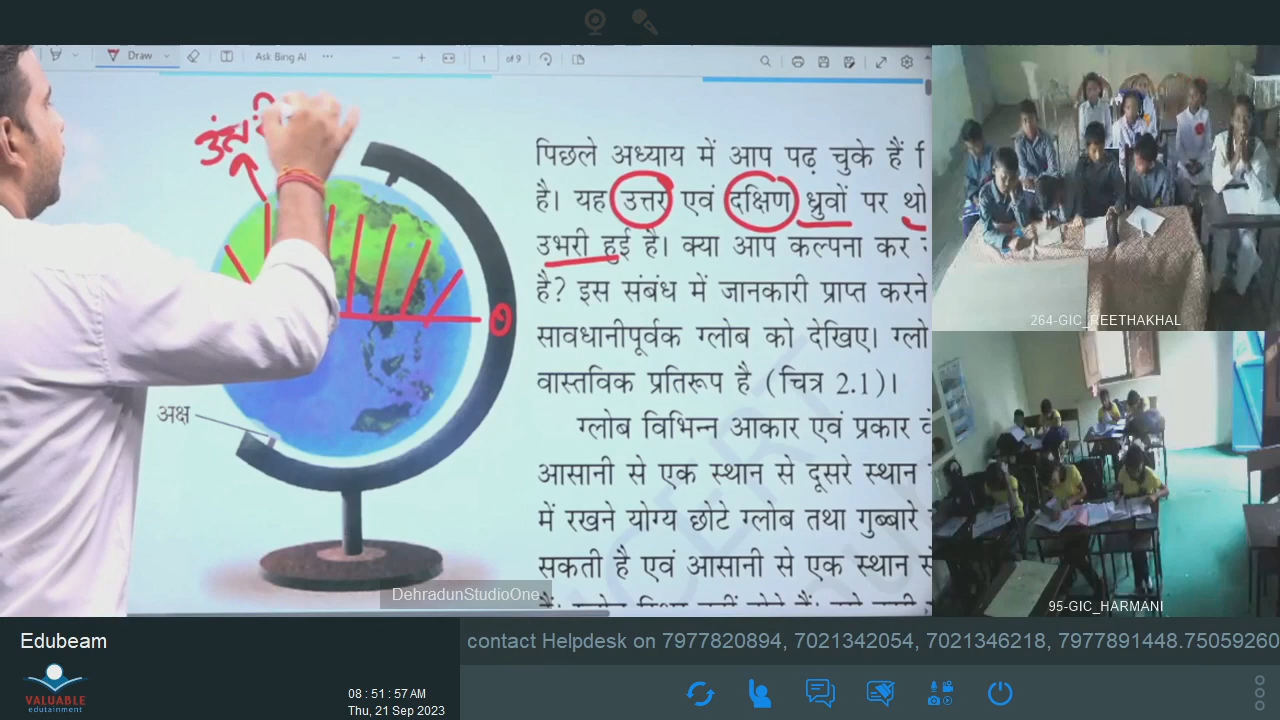 Draw
Ask Bing AI
1
of 9
उत्त
पिछले अध्याय में आप पढ़ चुके हैं
है। यह उत्तर एवं दक्षिण ध्रुवों पर थो
उभरी हुई है। क्या आप कल्पना कर
है? इस संबंध में जानकारी प्राप्त करने
सावधानीपूर्वक ग्लोब को देखिए। ग्लो
वास्तविक प्रतिरूप है (चित्र 2.1)।
अक्ष
ग्लोब विभिन्न आकार एवं प्रकार
आसानी से एक स्थान से दूसरे स्थान
में रखने योग्य छोटे ग्लोब तथा गुब्बारे
सकती है एवं आसानी से एक स्थान से
0
DehradunStudioOne
264-GIC_REETHAKHAL
95-GIC_HARMANI
Edubeam
contact Helpdesk on 7977820894, 7021342054, 7021346218, 7977891448.75059260
VALUABLE
edutainment
08 : 51 : 57 AM
Thu, 21 Sep 2023